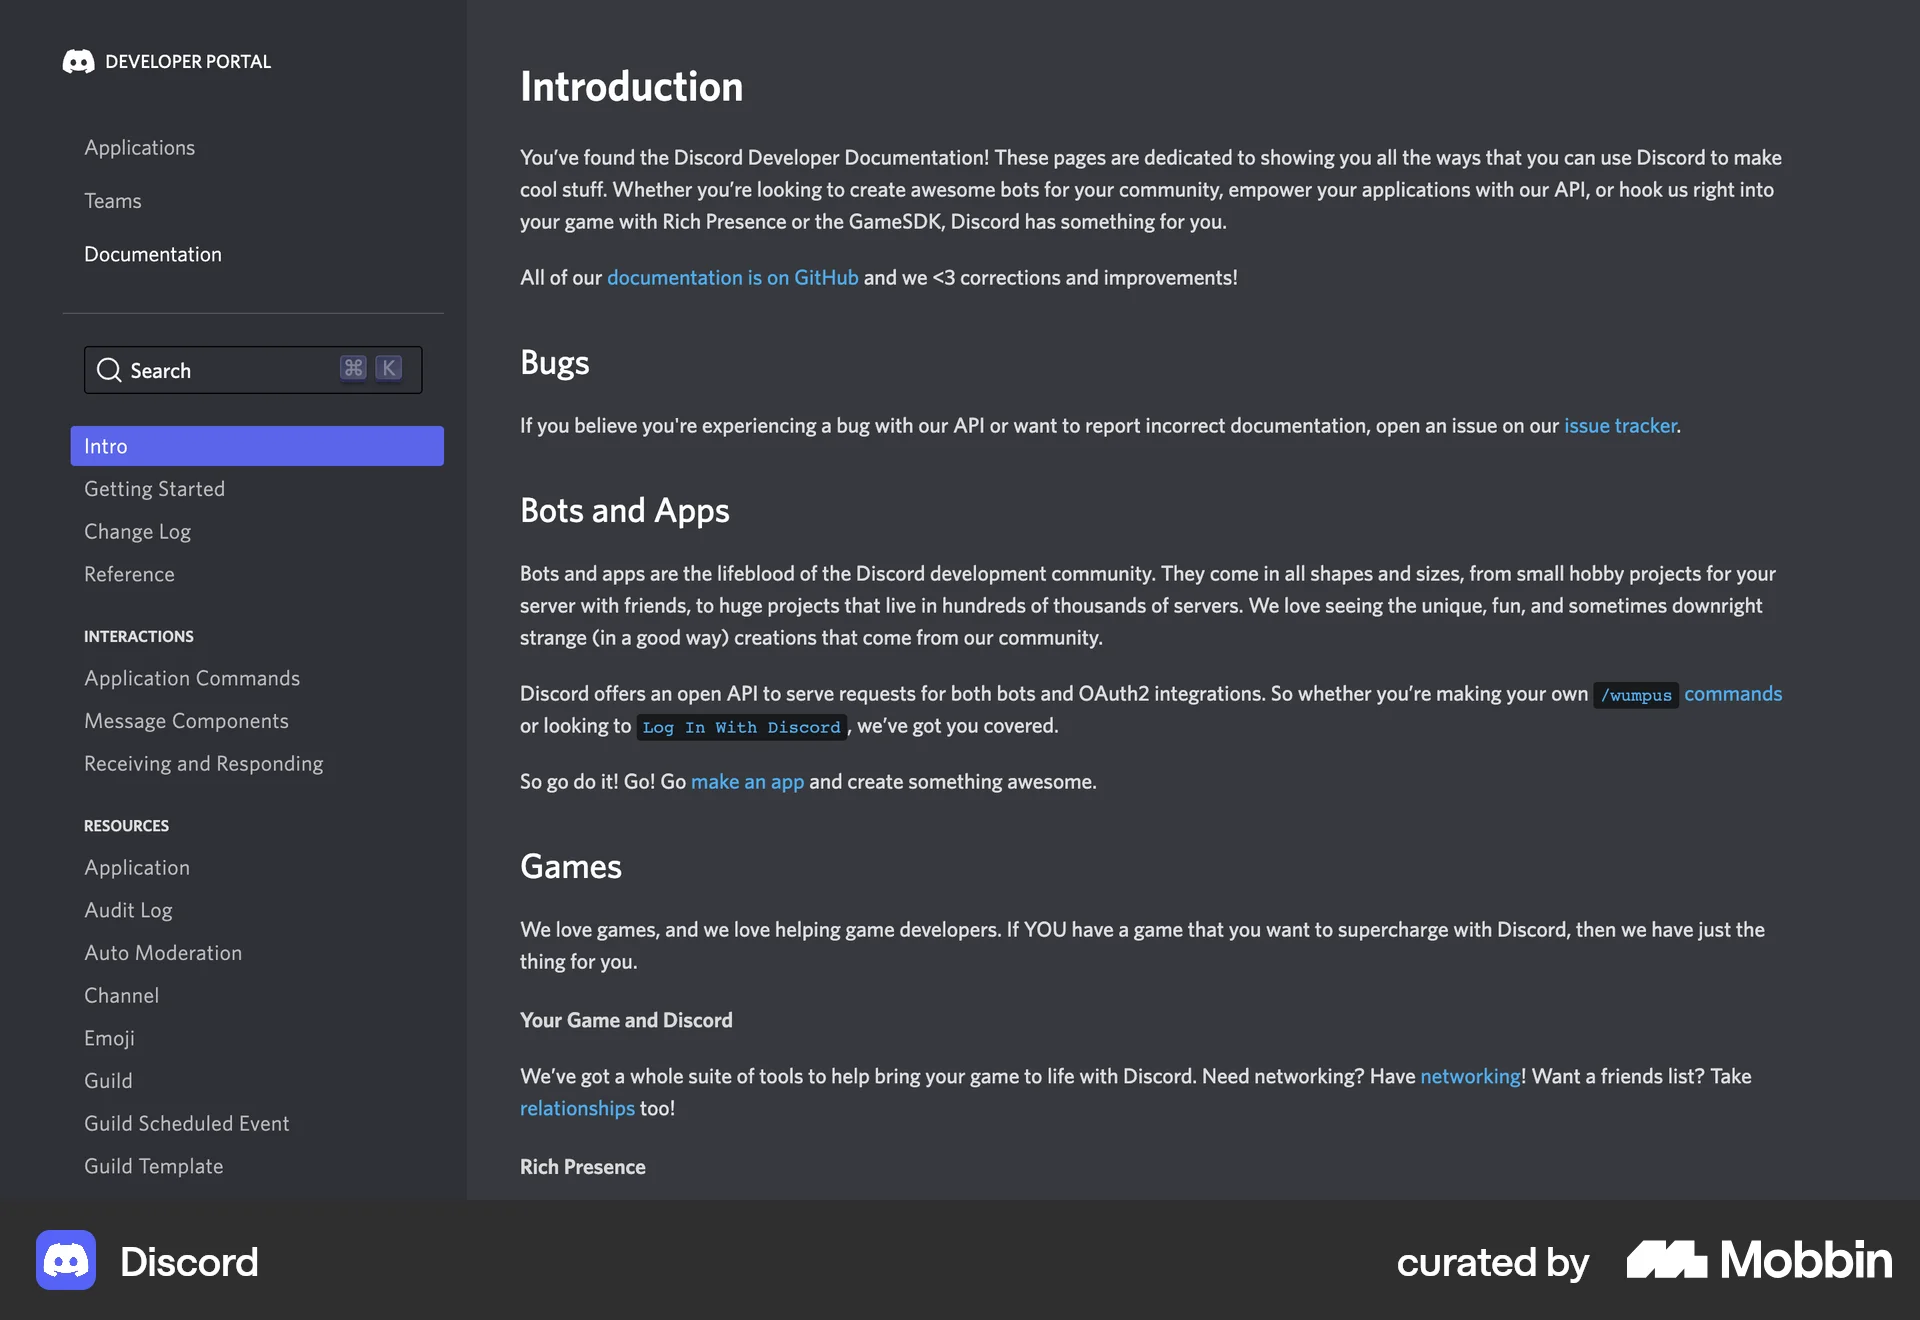 DEVELOPER PORTAL
Applications
Teams
Documentation
Search ⌘ K
Intro
Getting Started
Change Log
Reference
INTERACTIONS
Application Commands
Message Components
Receiving and Responding
RESOURCES
Application
Audit Log
Auto Moderation
Channel
Emoji
Guild
Guild Scheduled Event
Guild Template
Introduction
You’ve found the Discord Developer Documentation! These pages are dedicated to showing you all the ways that you can use Discord to make
cool stuff. Whether you’re looking to create awesome bots for your community, empower your applications with our API, or hook us right into
your game with Rich Presence or the GameSDK, Discord has something for you.
All of our documentation is on GitHub and we <3 corrections and improvements!
Bugs
If you believe you're experiencing a bug with our API or want to report incorrect documentation, open an issue on our issue tracker.
Bots and Apps
Bots and apps are the lifeblood of the Discord development community. They come in all shapes and sizes, from small hobby projects for your
server with friends, to huge projects that live in hundreds of thousands of servers. We love seeing the unique, fun, and sometimes downright
strange (in a good way) creations that come from our community.
Discord offers an open API to serve requests for both bots and OAuth2 integrations. So whether you’re making your own /wumpus commands
or looking to Log In With Discord, we’ve got you covered.
So go do it! Go! Go make an app and create something awesome.
Games
We love games, and we love helping game developers. If YOU have a game that you want to supercharge with Discord, then we have just the
thing for you.
Your Game and Discord
We’ve got a whole suite of tools to help bring your game to life with Discord. Need networking? Have networking! Want a friends list? Take
relationships too!
Rich Presence
Discord
curated by Mobbin